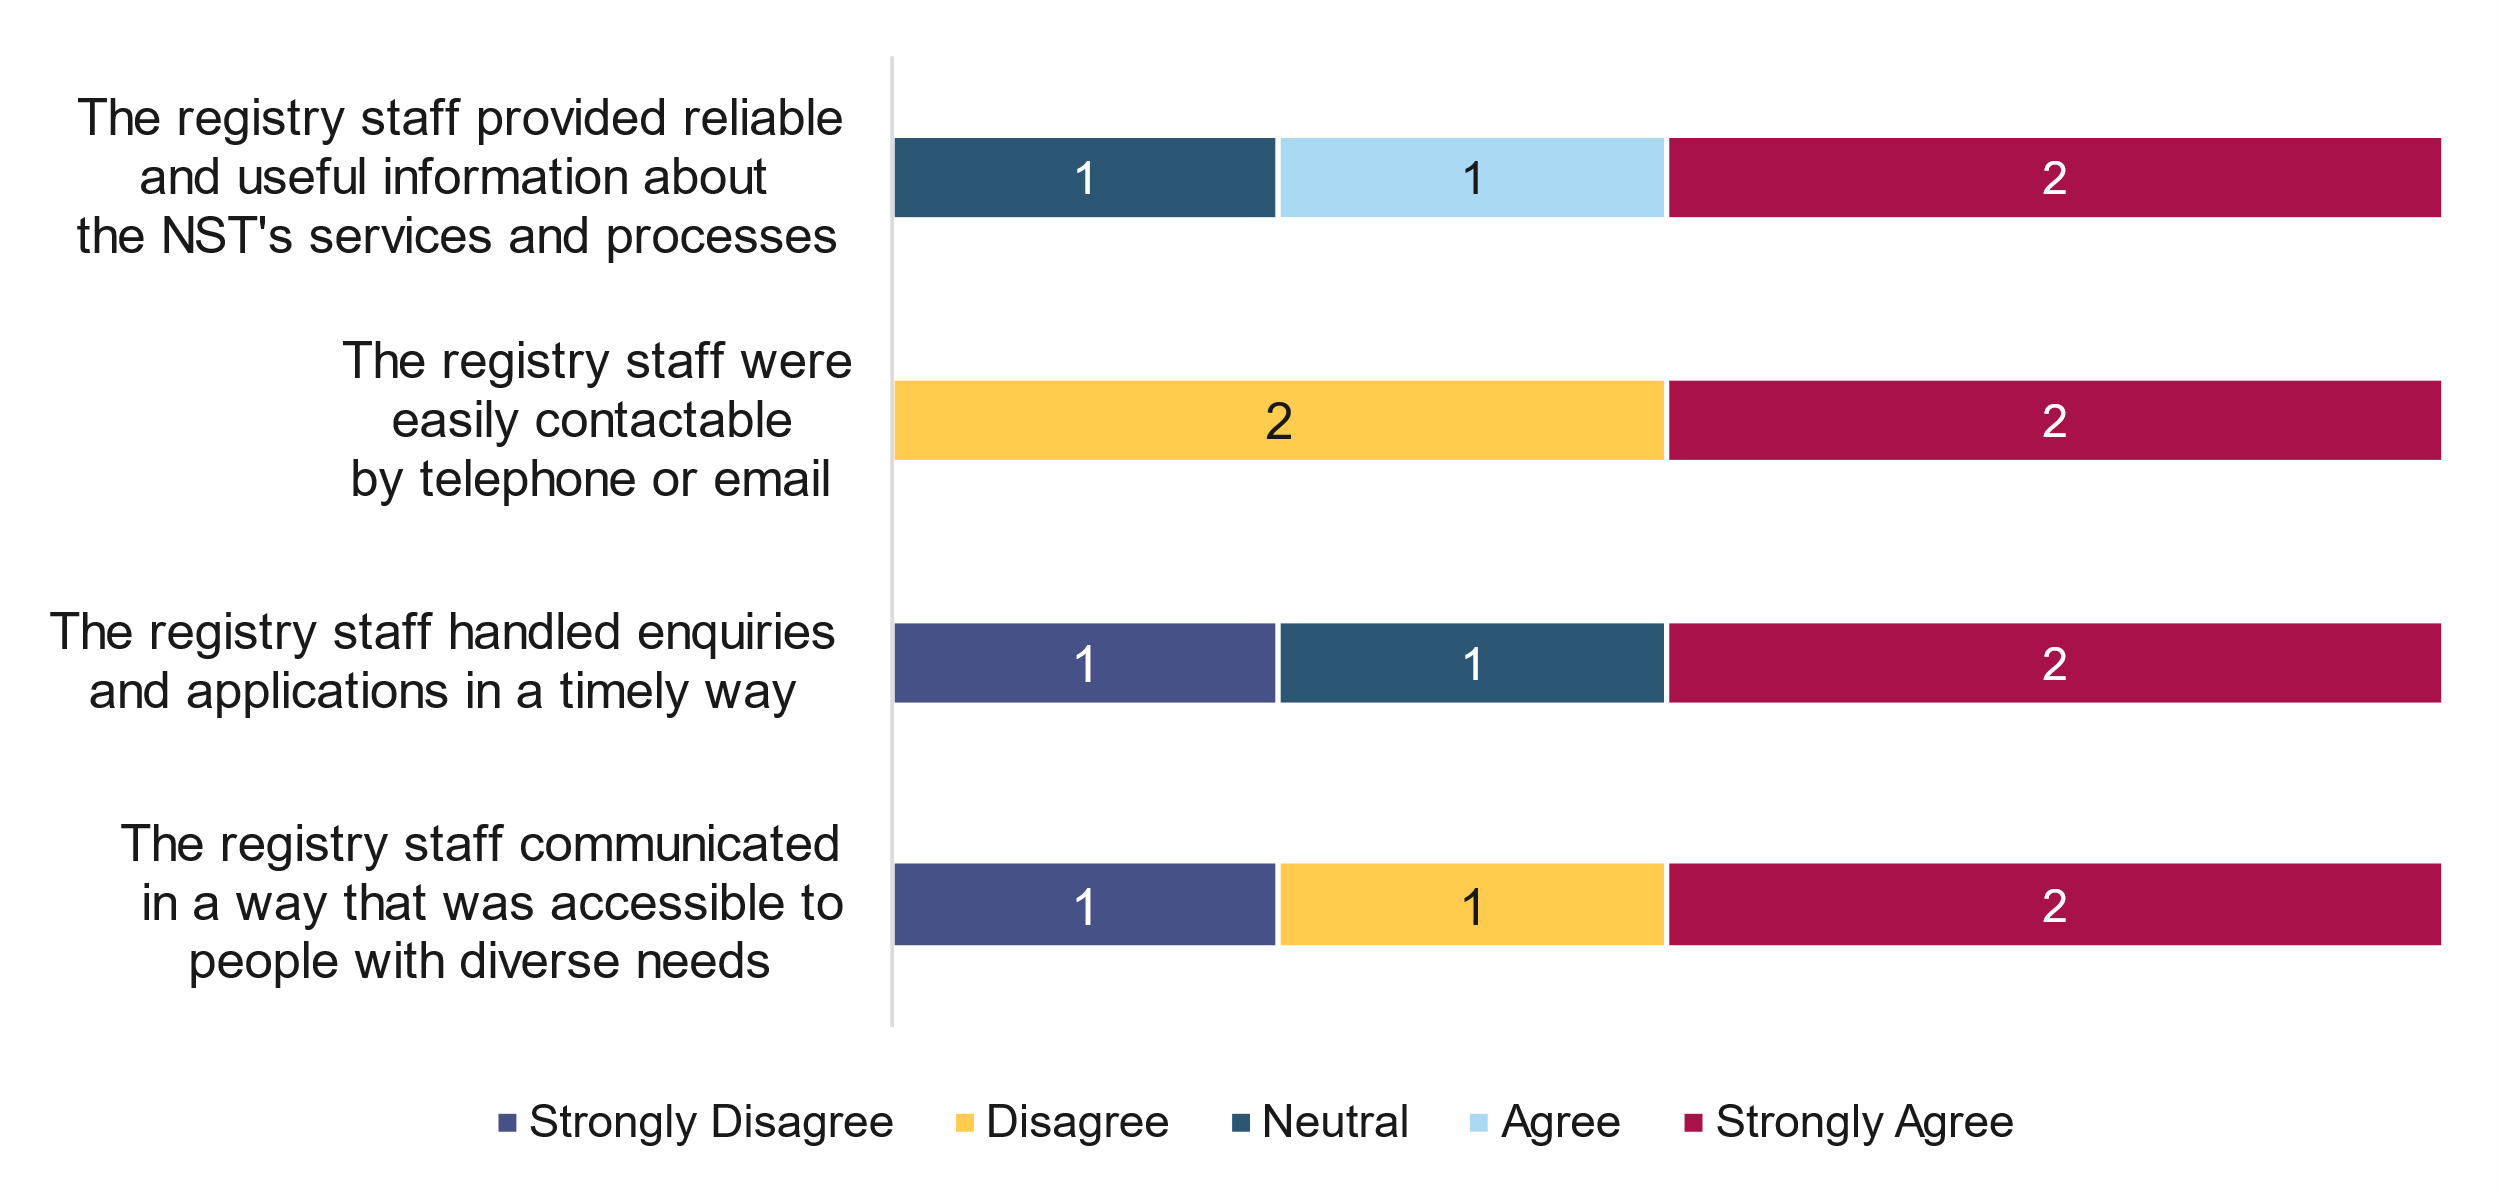 The registry staff provided reliable
and useful information about
the NST's services and processes
1
1
2
The registry staff were
easily contactable
by telephone or email
2
2
The registry staff handled enquiries
and applications in a timely way
1
1
2
The registry staff communicated
in a way that was accessible to
people with diverse needs
1
1
2
Strongly Disagree Disagree Neutral Agree Strongly Agree